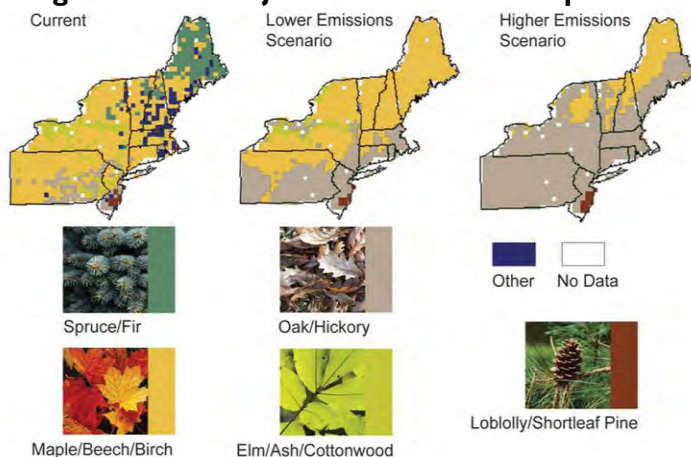 Current
Lower Emissions
Scenario
Higher Emissions
Scenario
Other
No Data
Spruce/Fir
Oak/Hickory
Loblolly/Shortleaf Pine
Maple/Beech/Birch
Elm/Ash/Cottonwood